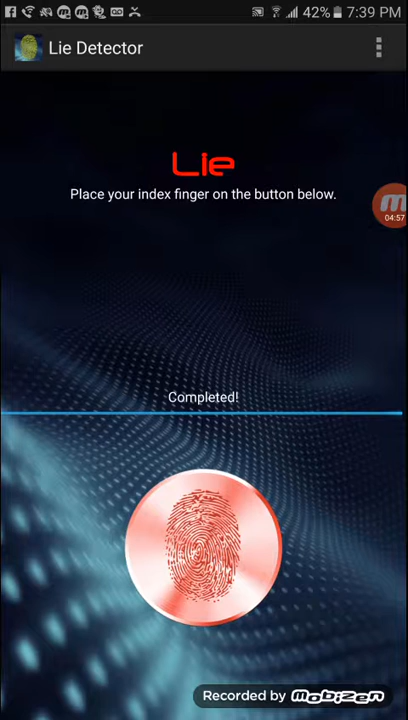 42% 7:39 PM
Lie Detector
Lie
Place your index finger on the button below.
04:57
Completed!
Recorded by mobizen